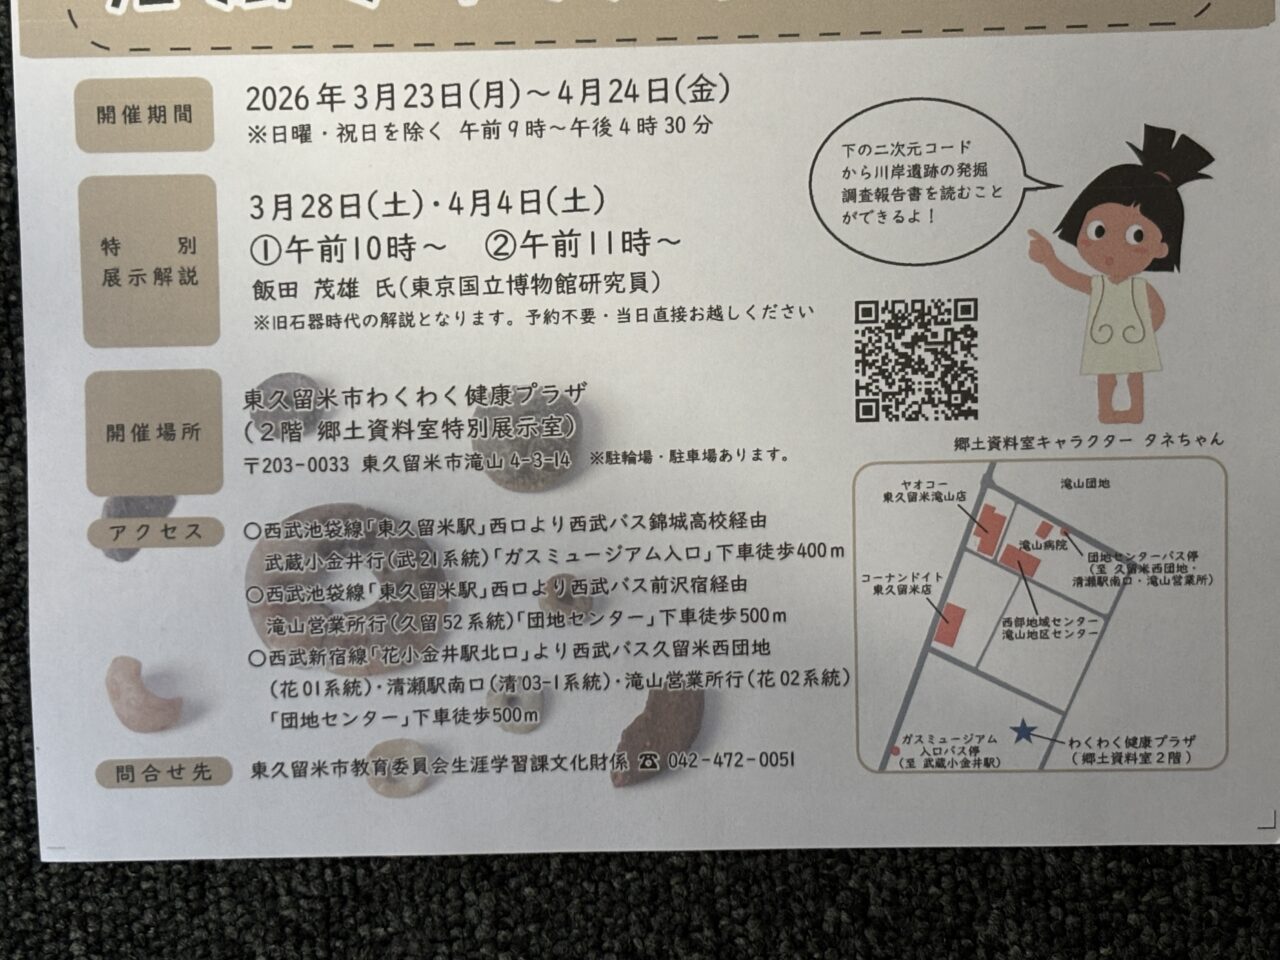 開催期間
2026年3月23日(月)～4月24日(金)
※日曜・祝日を除く 午前9時～午後4時30分
特別
展示解説
3月28日(土)・4月4日(土)
①午前10時～ ②午前11時～
飯田 茂雄 氏(東京国立博物館研究員)
※旧石器時代の解説となります。予約不要・当日直接お越しください
開催場所
東久留米市わくわく健康プラザ
(2階 郷土資料室特別展示室)
〒203-0033 東久留米市滝山4-3-14 ※駐輪場・駐車場あります。
アクセス
○西武池袋線「東久留米駅」西口より西武バス錦城高校経由
武蔵小金井行(武21系統)「ガスミュージアム入口」下車徒歩400m
○西武池袋線「東久留米駅」西口より西武バス前沢宿経由
滝山営業所行(久留52系統)「団地センター」下車徒歩500m
○西武新宿線「花小金井駅北口」より西武バス久留米西団地
(花01系統)・清瀬駅南口(清03-1系統)・滝山営業所行(花02系統)
「団地センター」下車徒歩500m
問合せ先
東久留米市教育委員会生涯学習課文化財係 ☎ 042-472-0051
下の二次元コード
から川岸遺跡の発掘
調査報告書を読むこと
ができるよ！
郷土資料室キャラクター タネちゃん
ヤオコー
東久留米滝山店
滝山団地
滝山病院
団地センターバス停
(至 久留米西団地・
清瀬駅南口・滝山営業所)
コーナンドイト
東久留米店
西部地域センター
滝山地区センター
ガスミュージアム
入口バス停
(至 武蔵小金井駅)
わくわく健康プラザ
(郷土資料室2階)